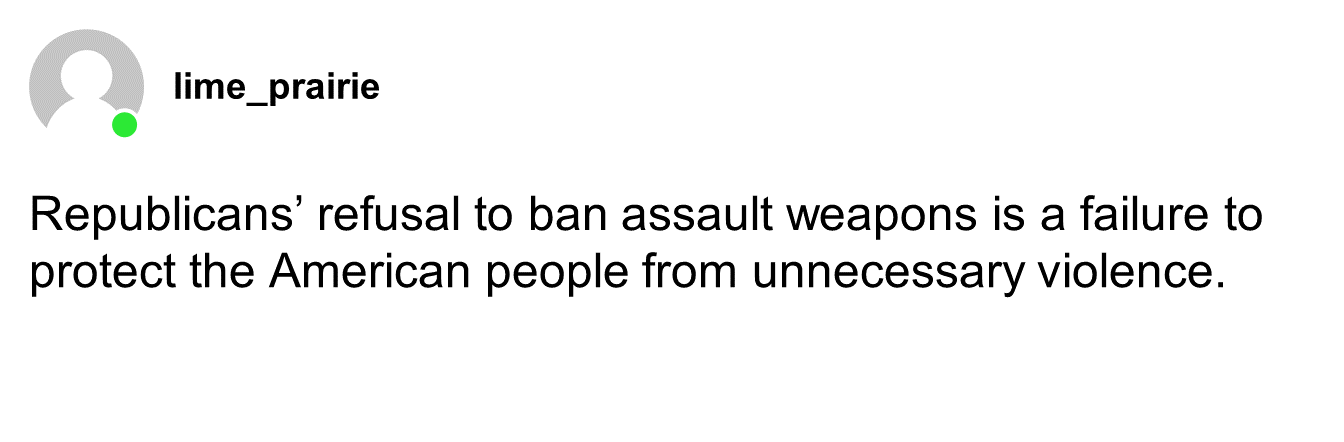 lime_prairie
Republicans’ refusal to ban assault weapons is a failure to
protect the American people from unnecessary violence.